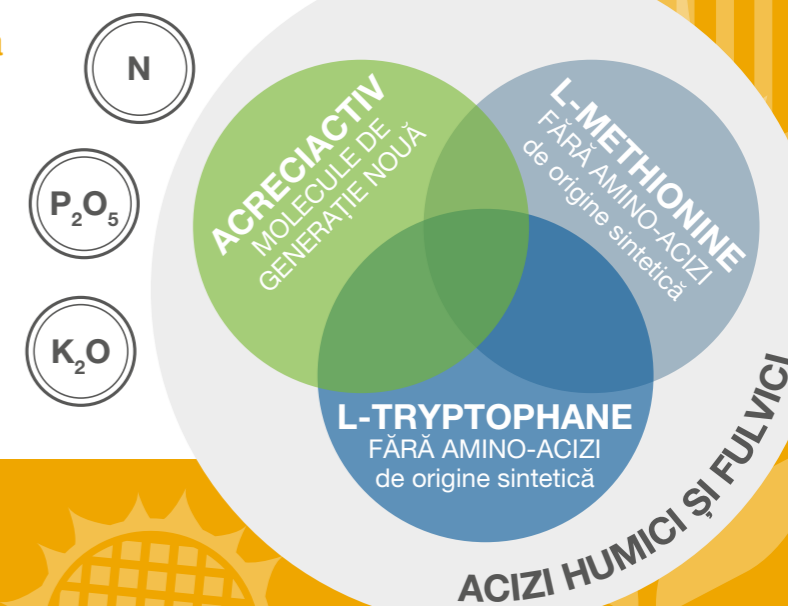 N
P₂O₅
K₂O
ACRECIACTIV
MOLECULE DE
GENERAȚIE NOUĂ
L-METHIONINE
FĂRĂ AMINO-ACIZI
de origine sintetică
L-TRYPTOPHANE
FĂRĂ AMINO-ACIZI
de origine sintetică
ACIZI HUMICI ȘI FULVICI